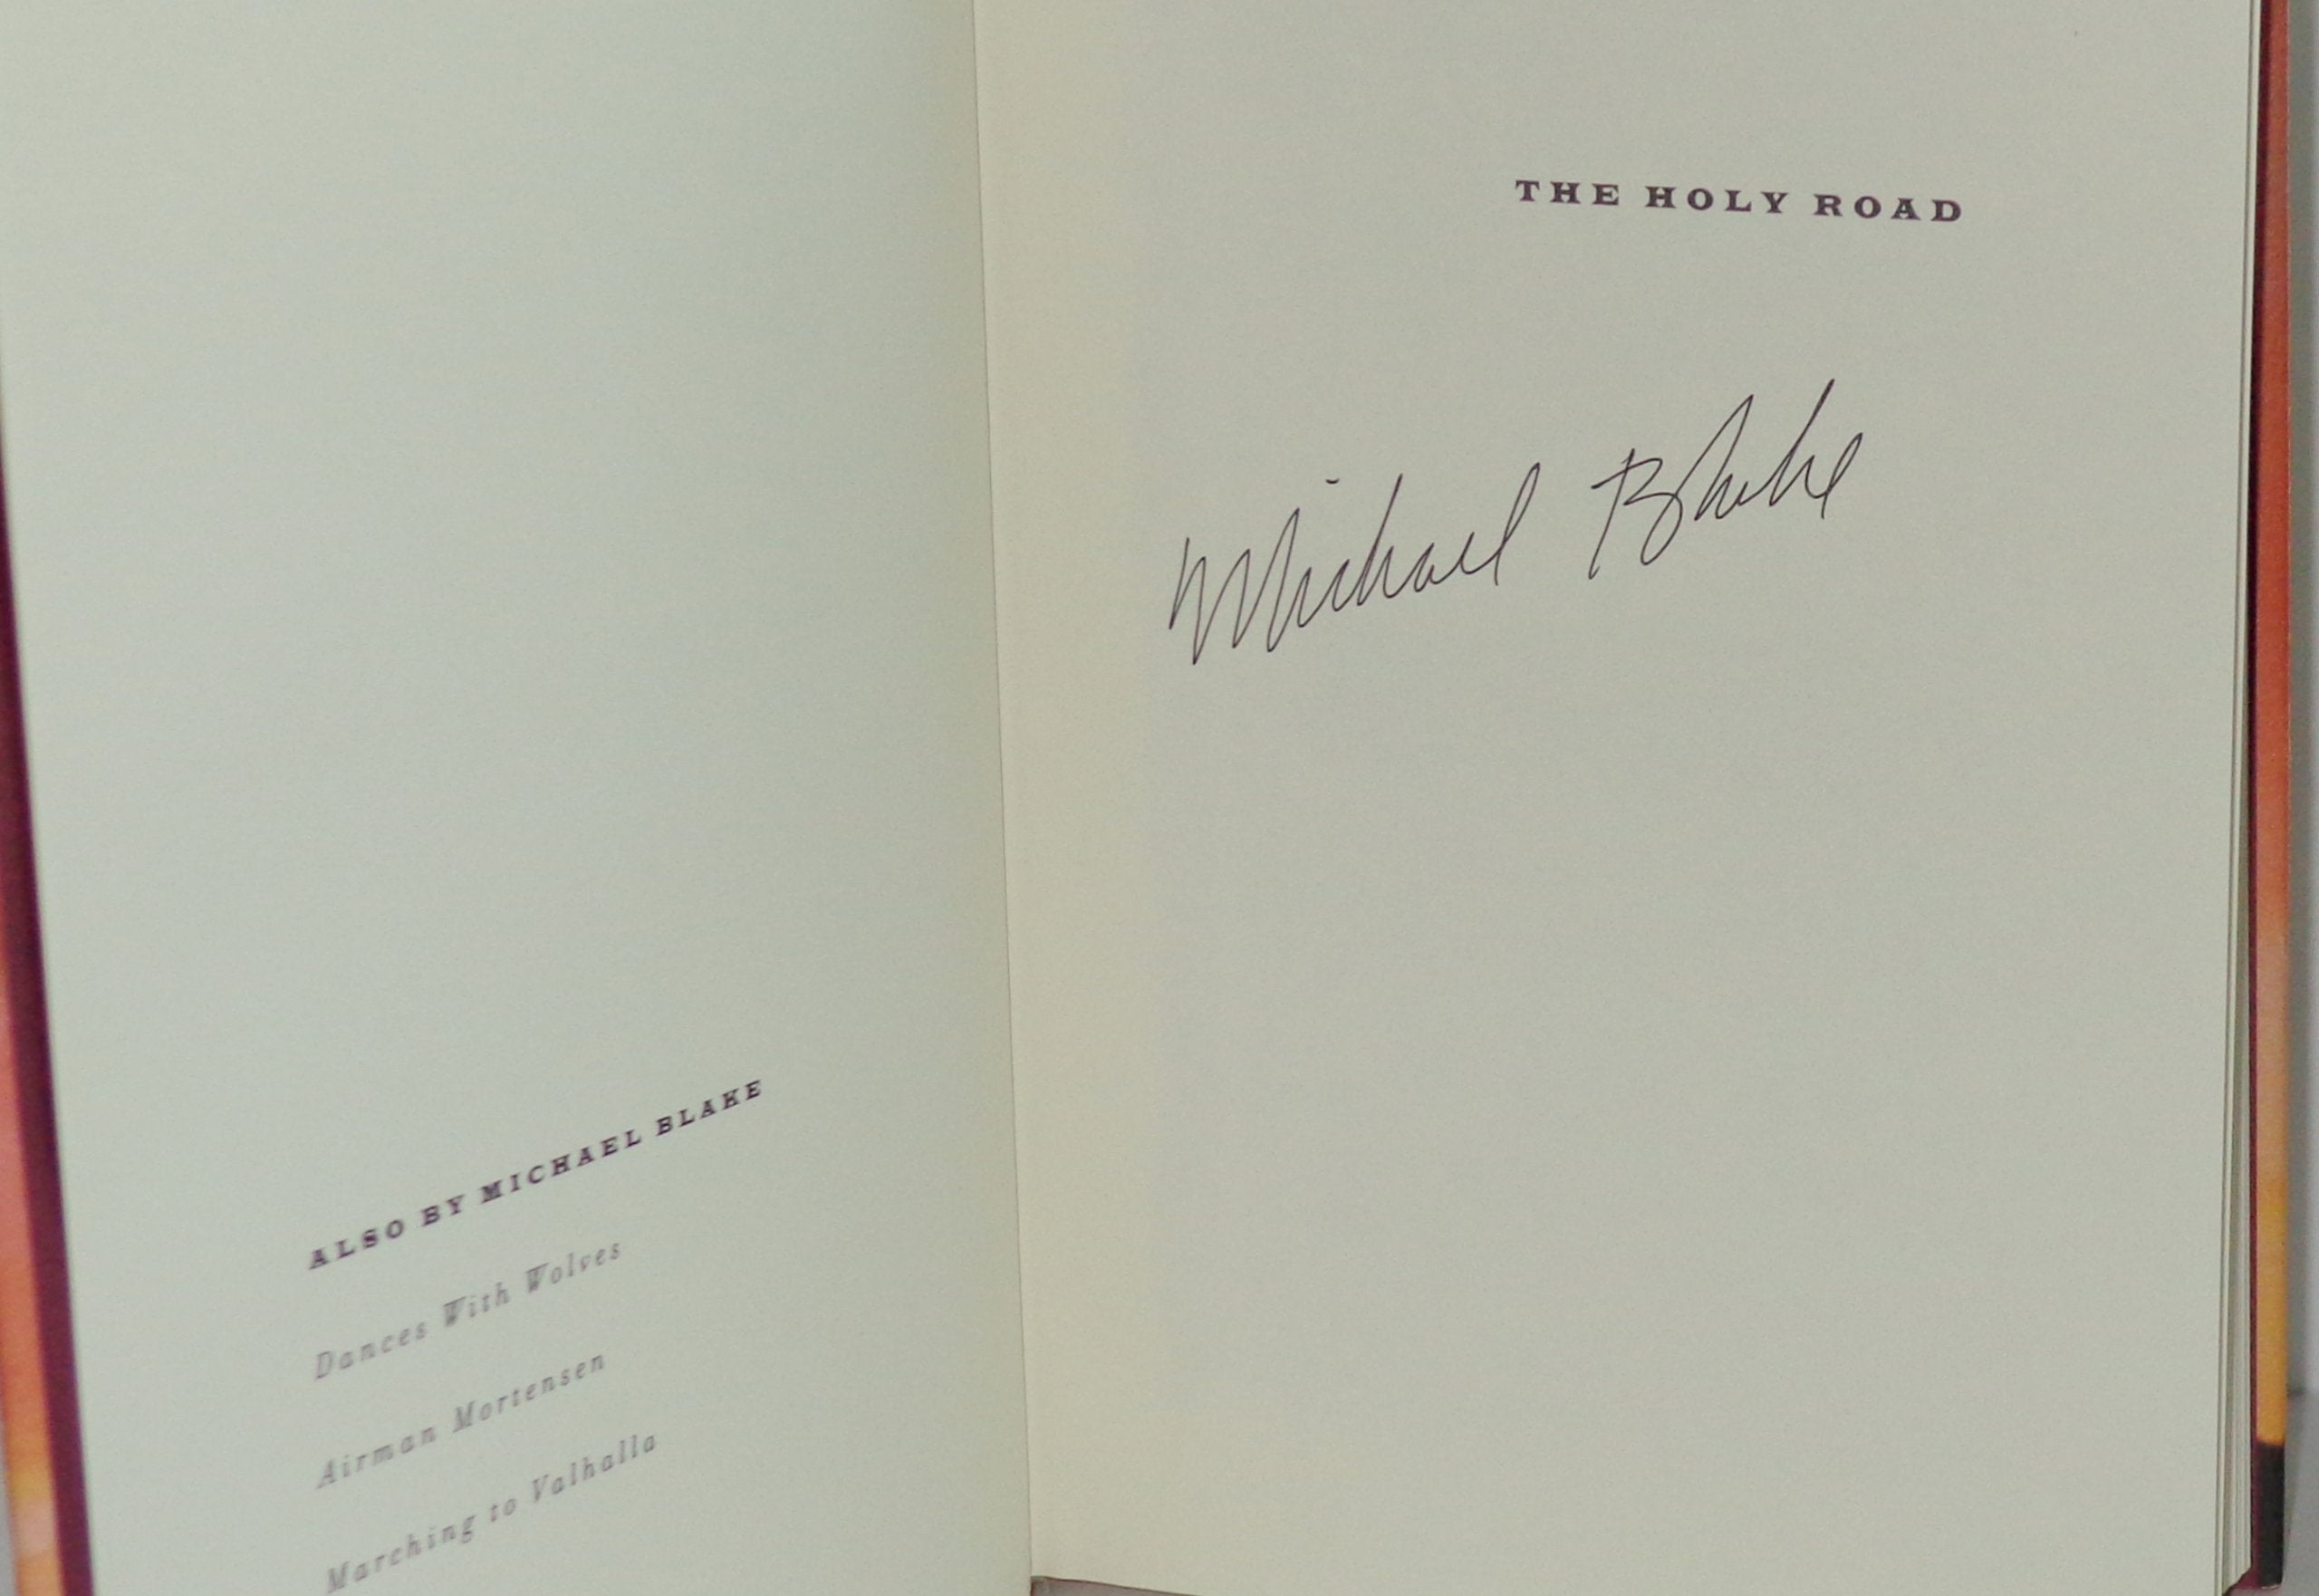 ALSO BY MICHAEL BLAKE
Dances With Wolves
Airman Mortensen
Marching to Valhalla
THE HOLY ROAD
Michael Blake